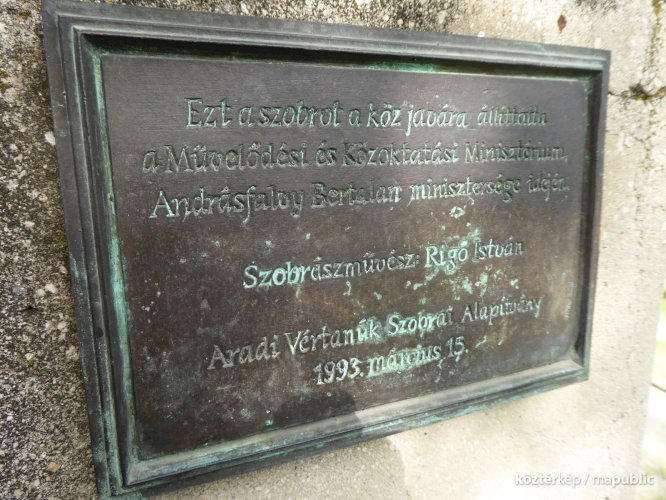 Ezt a szobrot a köz javára állíttatta
a Művelődési és Közoktatási Minisztérium,
Andrásfalvy Bertalan minisztersége idején.
Szobrászművész: Rigó István
Aradi Vértanúk Szobrai Alapítvány
1993. március 15.
köztérkép / mapublic